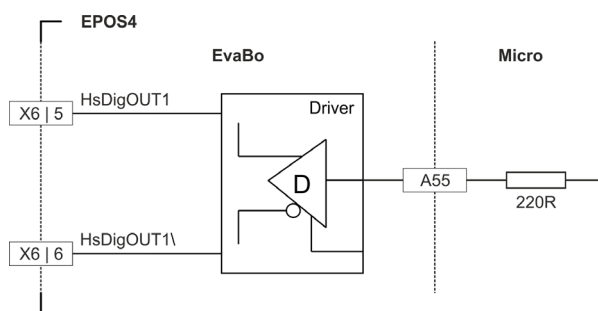 EPOS4
EvaBo
Micro
X6 | 5
HsDigOUT1
Driver
D
A55
220R
X6 | 6
HsDigOUT1\